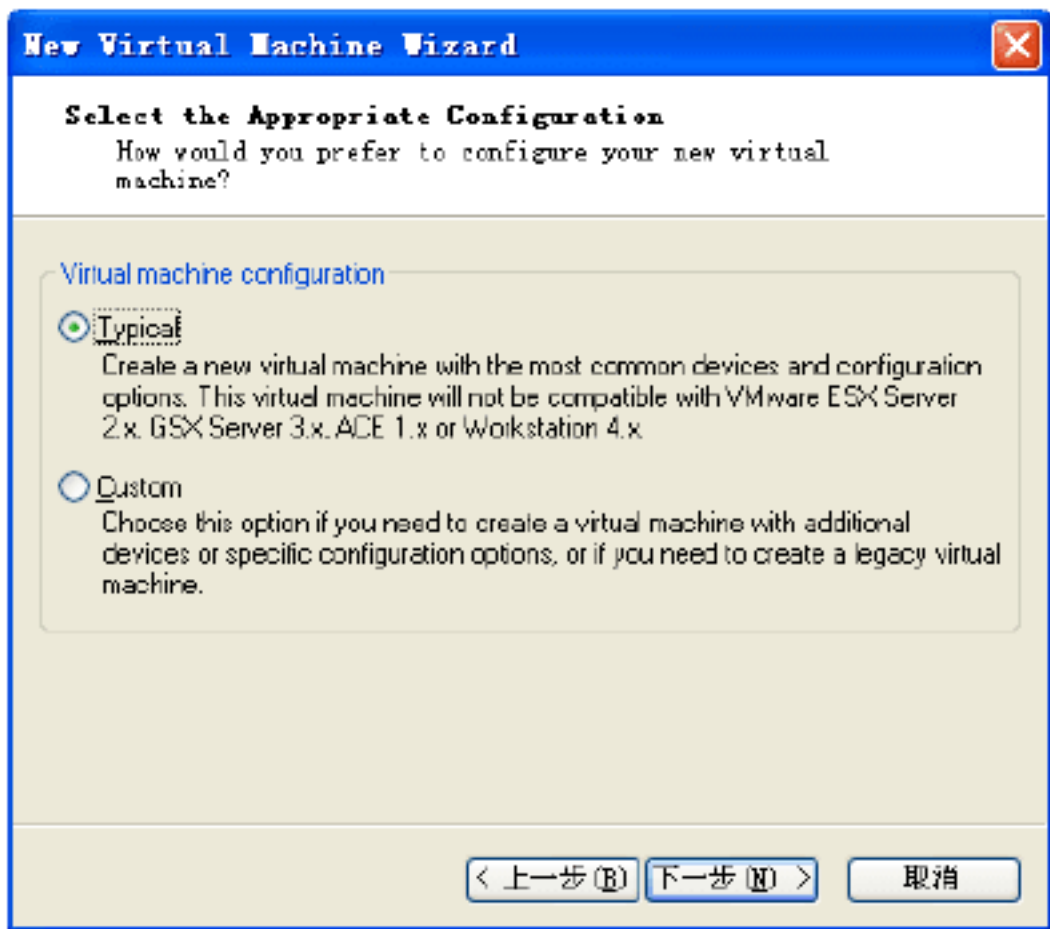 New Virtual Machine Wizard
Select the Appropriate Configuration
How would you prefer to configure your new virtual
machine?
Virtual machine configuration
Typical
Create a new virtual machine with the most common devices and configuration
options. This virtual machine will not be compatible with VMware ESX Server
2.x, GSX Server 3.x, ACE 1.x or Workstation 4.x
Custom
Choose this option if you need to create a virtual machine with additional
devices or specific configuration options, or if you need to create a legacy virtual
machine.
< 上一步(B) 下一步(N) > 取消